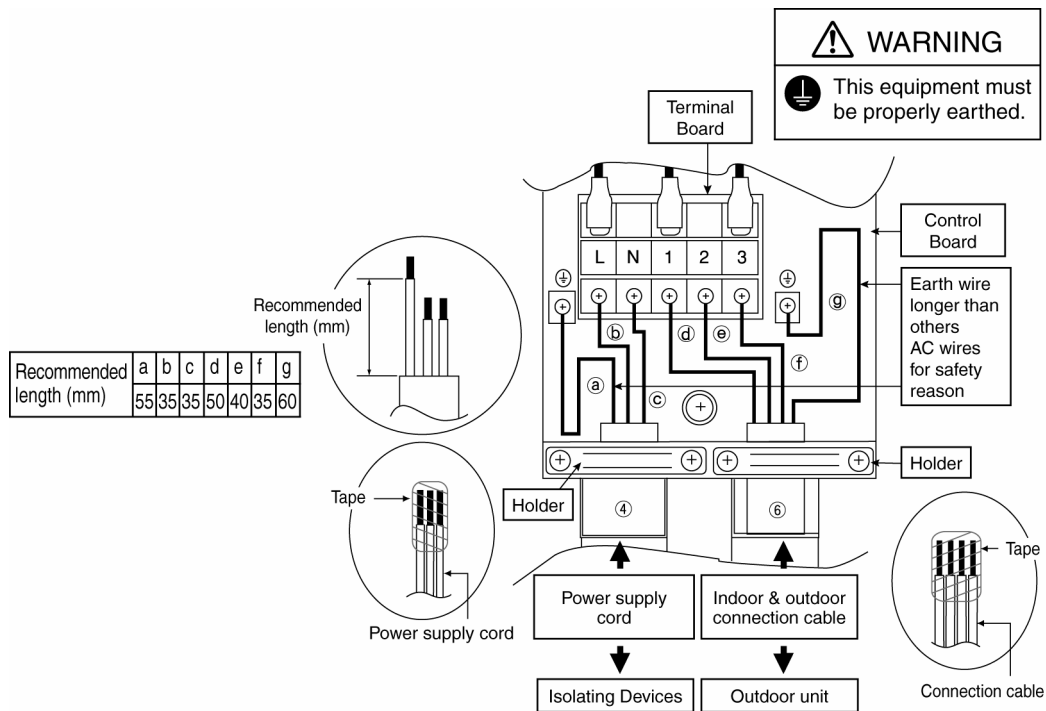 WARNING
This equipment must
be properly earthed.
Terminal
Board
Control
Board
L N 1 2 3
Earth wire
longer than
others
AC wires
for safety
reason
Recommended
length (mm)
Recommended
length (mm)
a b c d e f g
55 35 35 50 40 35 60
ⓐ
ⓑ
ⓒ
ⓓ
ⓔ
ⓕ
ⓖ
Holder
Holder
④
⑥
Tape
Power supply cord
Power supply
cord
Indoor & outdoor
connection cable
Isolating Devices
Outdoor unit
Tape
Connection cable